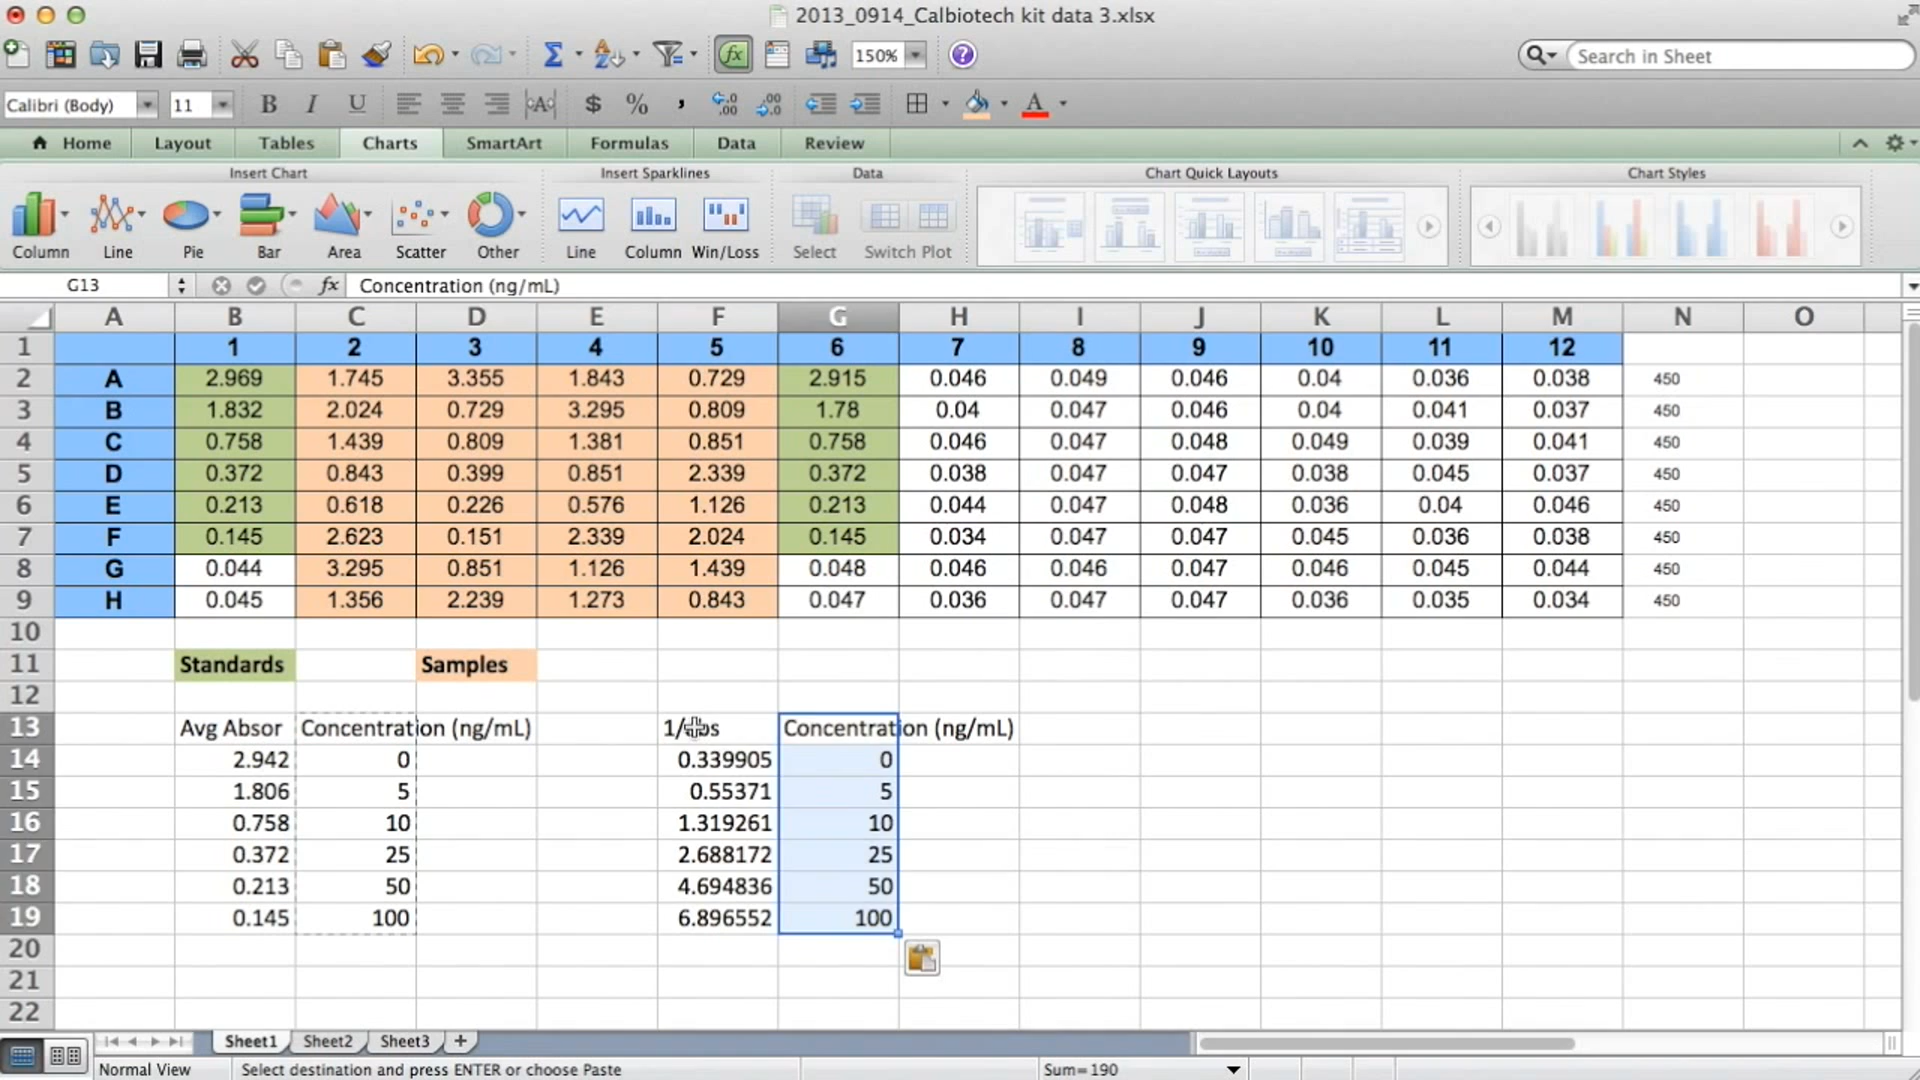 2013_0914_Calbiotech kit data 3.xlsx
150%
Search in Sheet
Calibri (Body) 11 B I U A $ % , A
Home Layout Tables Charts SmartArt Formulas Data Review
Insert Chart Insert Sparklines Data Chart Quick Layouts Chart Styles
Column Line Pie Bar Area Scatter Other Line Column Win/Loss Select Switch Plot
G13 fx Concentration (ng/mL)
A B C D E F G H I J K L M N O
1 1 2 3 4 5 6 7 8 9 10 11 12
2 A 2.969 1.745 3.355 1.843 0.729 2.915 0.046 0.049 0.046 0.04 0.036 0.038 450
3 B 1.832 2.024 0.729 3.295 0.809 1.78 0.04 0.047 0.046 0.04 0.041 0.037 450
4 C 0.758 1.439 0.809 1.381 0.851 0.758 0.046 0.047 0.048 0.049 0.039 0.041 450
5 D 0.372 0.843 0.399 0.851 2.339 0.372 0.038 0.047 0.047 0.038 0.045 0.037 450
6 E 0.213 0.618 0.226 0.576 1.126 0.213 0.044 0.047 0.048 0.036 0.04 0.046 450
7 F 0.145 2.623 0.151 2.339 2.024 0.145 0.034 0.047 0.047 0.045 0.036 0.038 450
8 G 0.044 3.295 0.851 1.126 1.439 0.048 0.046 0.046 0.047 0.046 0.045 0.044 450
9 H 0.045 1.356 2.239 1.273 0.843 0.047 0.036 0.047 0.047 0.036 0.035 0.034 450
10
11 Standards Samples
12
13 Avg Absor Concentration (ng/mL) Concentration (ng/mL)
14 2.942 0 0.339905 0
15 1.806 5 0.55371 5
16 0.758 10 1.319261 10
17 0.372 25 2.688172 25
18 0.213 50 4.694836 50
19 0.145 100 6.896552 100
20
21
22
Sheet1 Sheet2 Sheet3 +
Normal View Select destination and press ENTER or choose Paste Sum=190